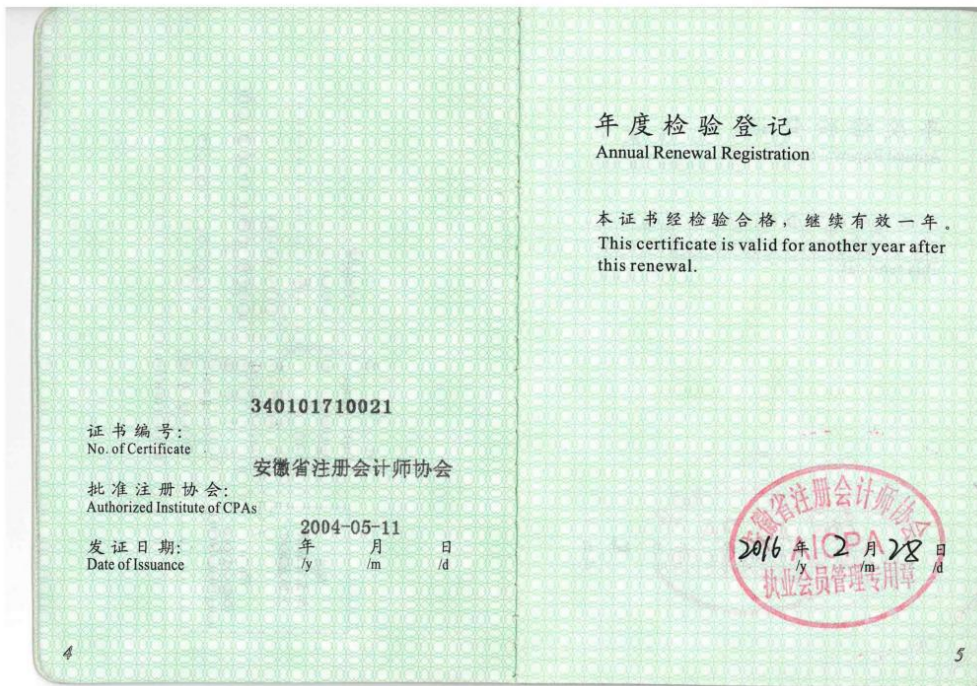 340101710021
证书编号：
No. of Certificate
安徽省注册会计师协会
批准注册协会：
Authorized Institute of CPAs
2004-05-11
发证日期： 年 月 日
Date of Issuance /y /m /d
4
年度检验登记
Annual Renewal Registration
本证书经检验合格，继续有效一年。
This certificate is valid for another year after
this renewal.
安徽省注册会计师协会
AICPA
2016 年 2 月 28 日
/y /m /d
执业会员管理专用章
5